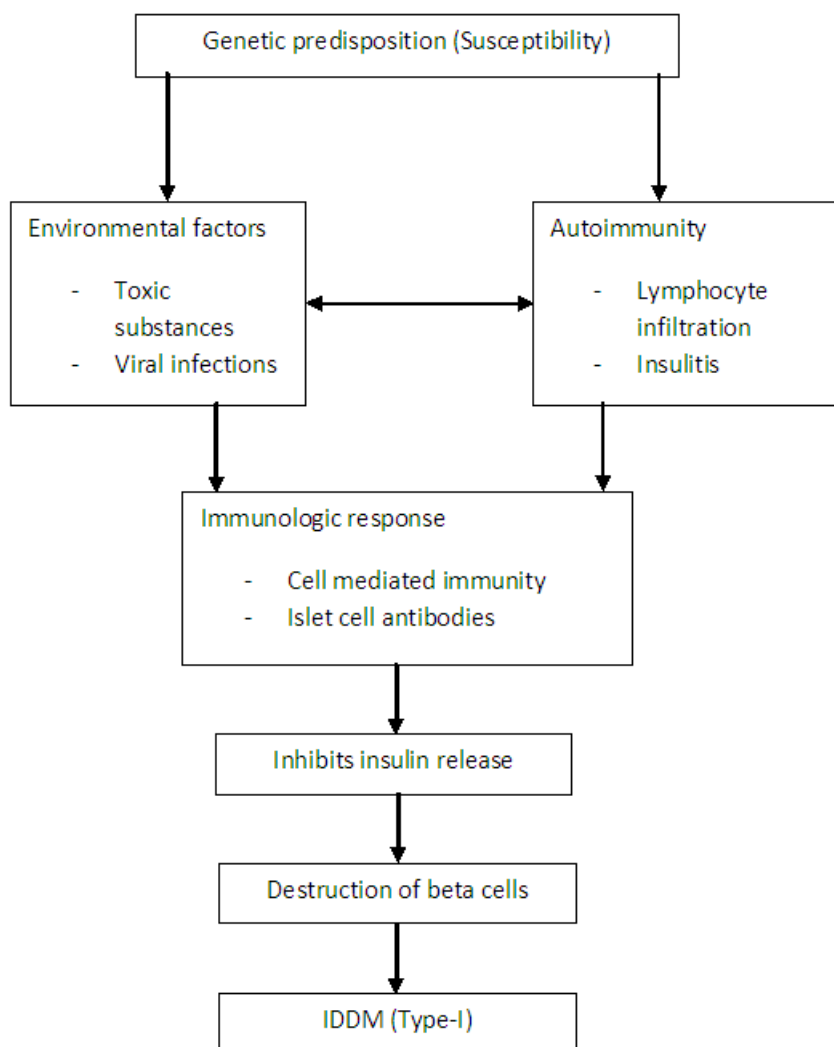 Genetic predisposition (Susceptibility)
Environmental factors
- Toxic
substances
- Viral infections
Autoimmunity
- Lymphocyte
infiltration
- Insulitis
Immunologic response
- Cell mediated immunity
- Islet cell antibodies
Inhibits insulin release
Destruction of beta cells
IDDM (Type-I)